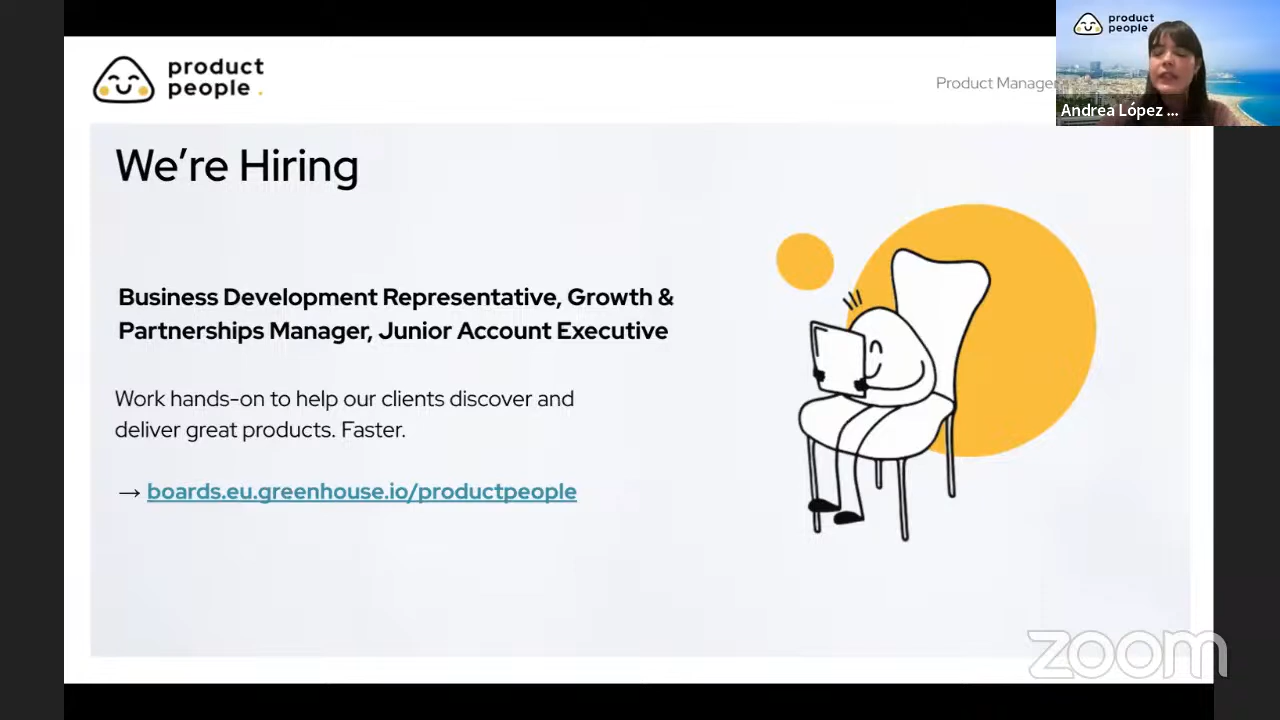 product
people .
Product Manager
product
people
Andrea López ...
We're Hiring
Business Development Representative, Growth &
Partnerships Manager, Junior Account Executive
Work hands-on to help our clients discover and
deliver great products. Faster.
→ boards.eu.greenhouse.io/productpeople
zoom